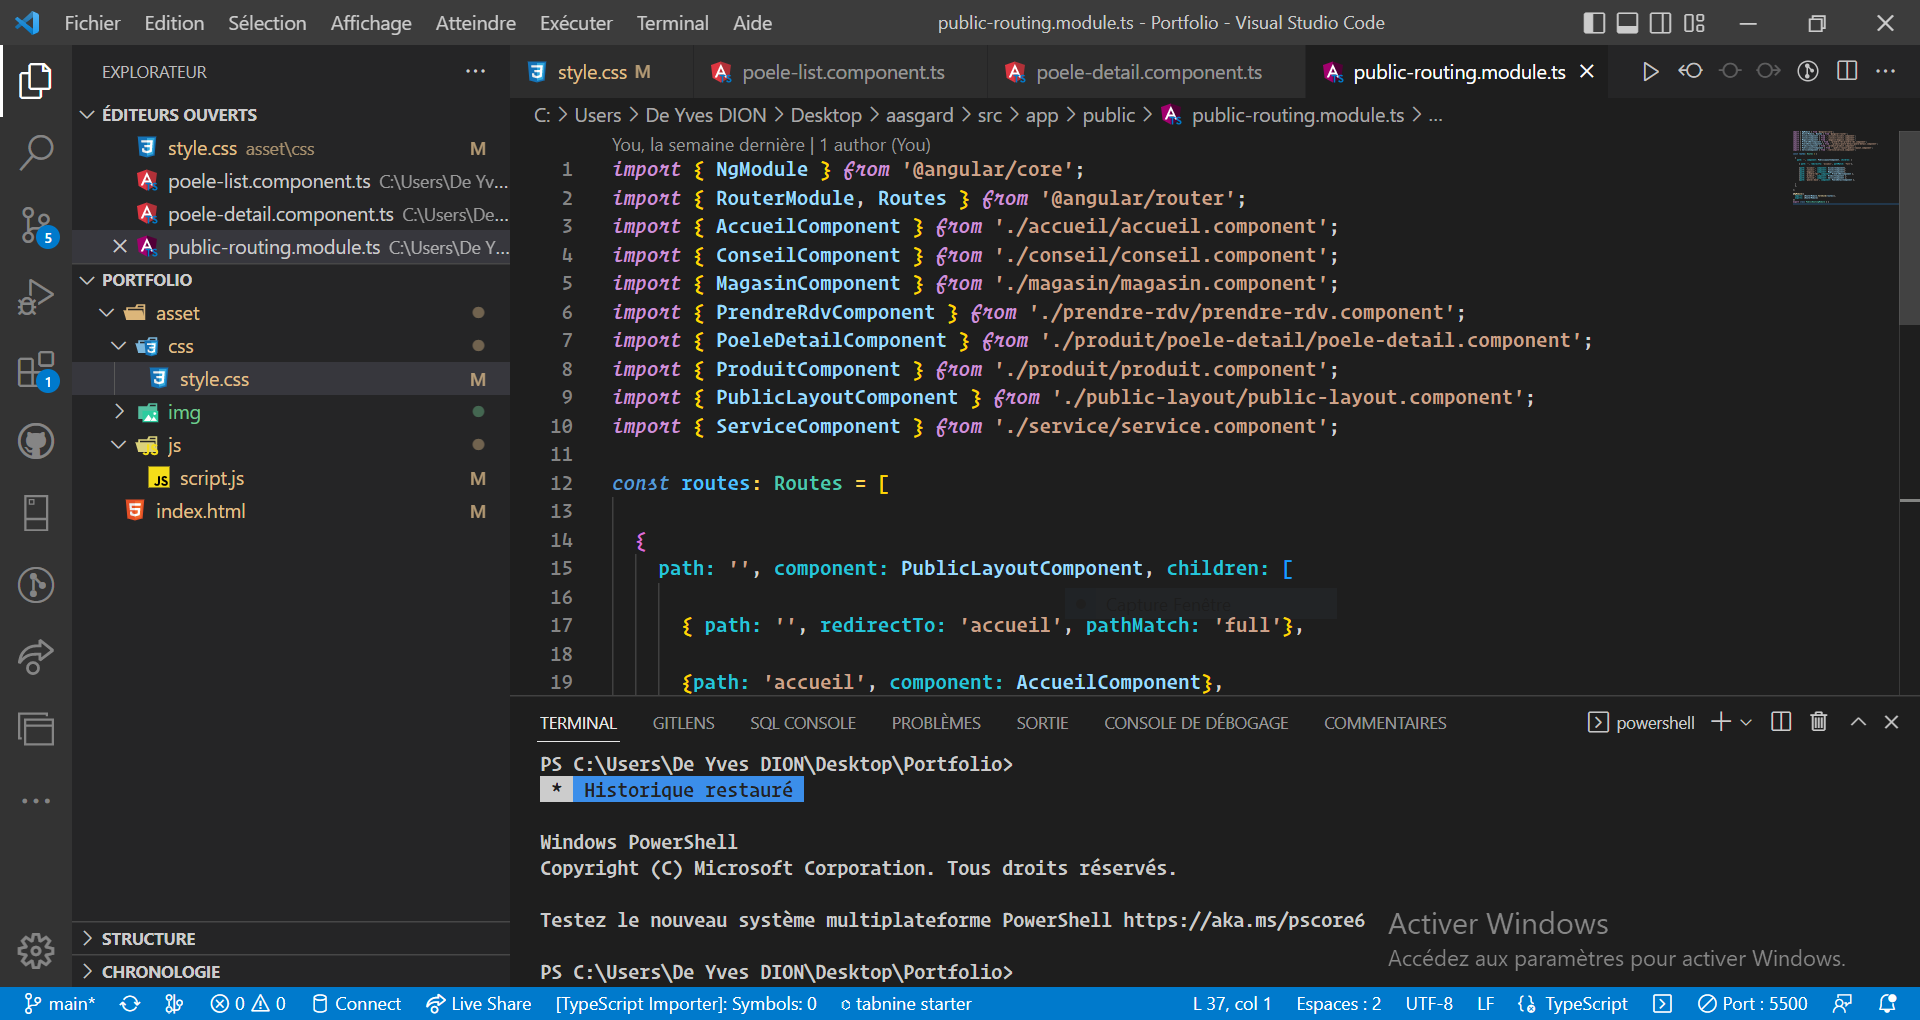 Fichier Edition Sélection Affichage Atteindre Exécuter Terminal Aide
public-routing.module.ts - Portfolio - Visual Studio Code
EXPLORATEUR
ÉDITEURS OUVERTS
style.css asset\css M
poele-list.component.ts C:\Users\De Yv...
poele-detail.component.ts C:\Users\De...
public-routing.module.ts C:\Users\De Y...
PORTFOLIO
asset
css
style.css M
img
js
script.js M
index.html M
STRUCTURE
CHRONOLOGIE
5
1
style.css M
poele-list.component.ts
poele-detail.component.ts
public-routing.module.ts
C: > Users > De Yves DION > Desktop > aasgard > src > app > public > public-routing.module.ts > ...
You, la semaine dernière | 1 author (You)
1 import { NgModule } from '@angular/core';
2 import { RouterModule, Routes } from '@angular/router';
3 import { AccueilComponent } from './accueil/accueil.component';
4 import { ConseilComponent } from './conseil/conseil.component';
5 import { MagasinComponent } from './magasin/magasin.component';
6 import { PrendreRdvComponent } from './prendre-rdv/prendre-rdv.component';
7 import { PoeleDetailComponent } from './produit/poele-detail/poele-detail.component';
8 import { ProduitComponent } from './produit/produit.component';
9 import { PublicLayoutComponent } from './public-layout/public-layout.component';
10 import { ServiceComponent } from './service/service.component';
11
12 const routes: Routes = [
13
14 {
15 path: '', component: PublicLayoutComponent, children: [
16
Capture Fenêtre
17 { path: '', redirectTo: 'accueil', pathMatch: 'full'},
18
19 {path: 'accueil', component: AccueilComponent},
TERMINAL GITLENS SQL CONSOLE PROBLÈMES SORTIE CONSOLE DE DÉBOGAGE COMMENTAIRES
powershell
PS C:\Users\De Yves DION\Desktop\Portfolio>
* Historique restauré
Windows PowerShell
Copyright (C) Microsoft Corporation. Tous droits réservés.
Testez le nouveau système multiplateforme PowerShell https://aka.ms/pscore6
PS C:\Users\De Yves DION\Desktop\Portfolio>
Activer Windows
Accédez aux paramètres pour activer Windows.
main* 0 0 Connect Live Share [TypeScript Importer]: Symbols: 0 tabnine starter
L 37, col 1 Espaces : 2 UTF-8 LF TypeScript Port : 5500